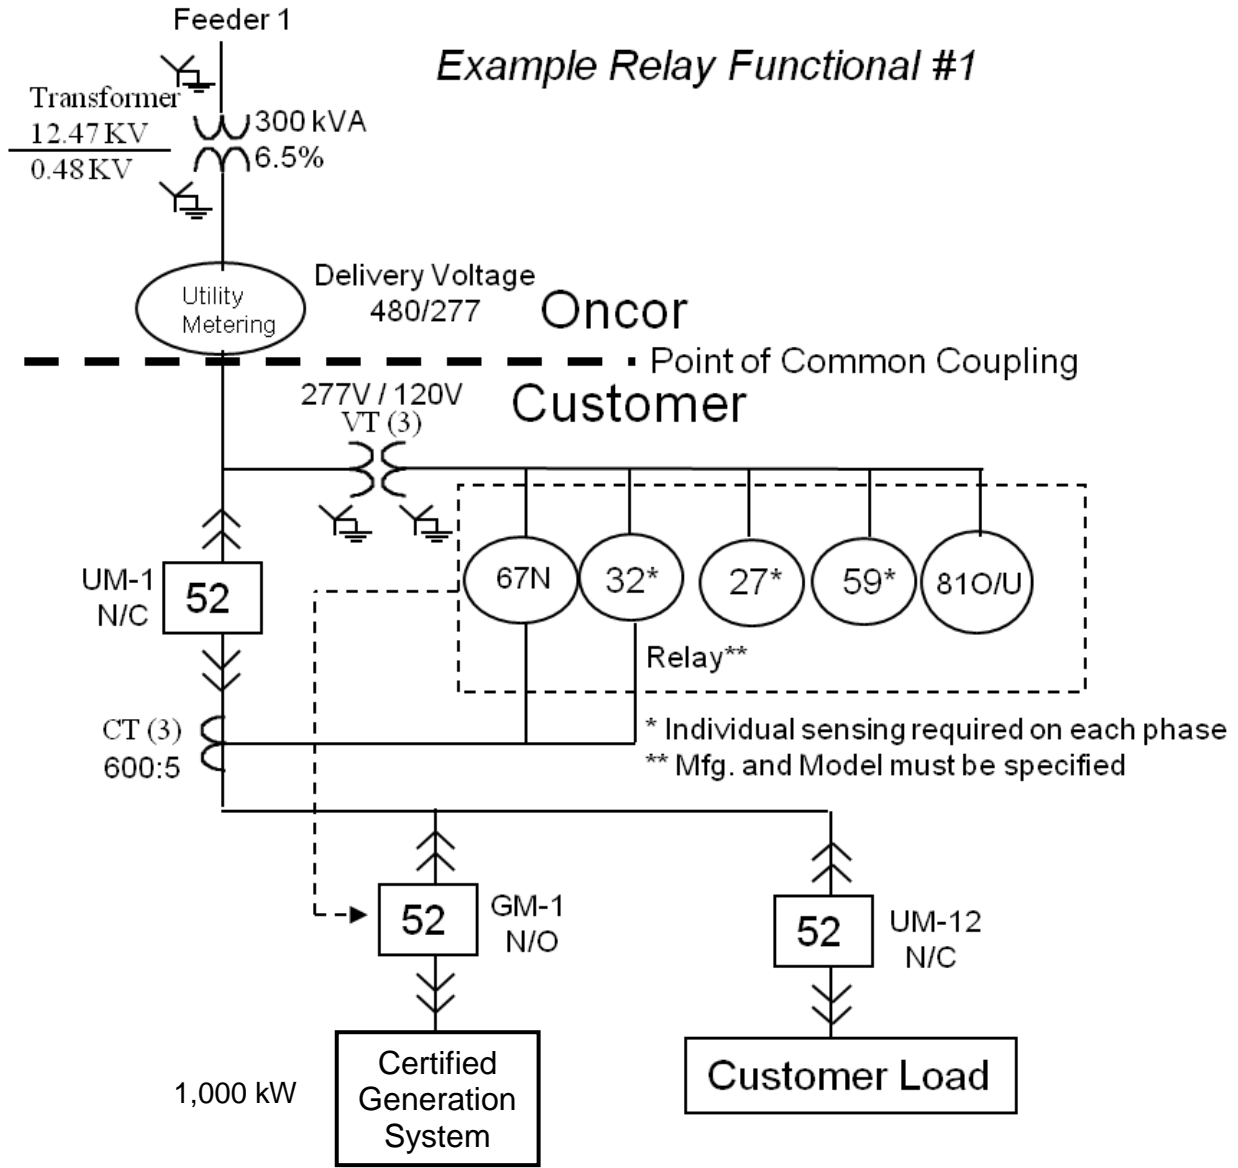 Feeder 1
Example Relay Functional #1
Transformer
12.47 KV
0.48 KV
300 kVA
6.5%
Utility
Metering
Delivery Voltage
480/277
Oncor
Point of Common Coupling
277V / 120V
VT (3)
Customer
UM-1
N/C
52
67N
32*
27*
59*
81O/U
Relay**
CT (3)
600:5
* Individual sensing required on each phase
** Mfg. and Model must be specified
52
GM-1
N/O
52
UM-12
N/C
1,000 kW
Certified
Generation
System
Customer Load